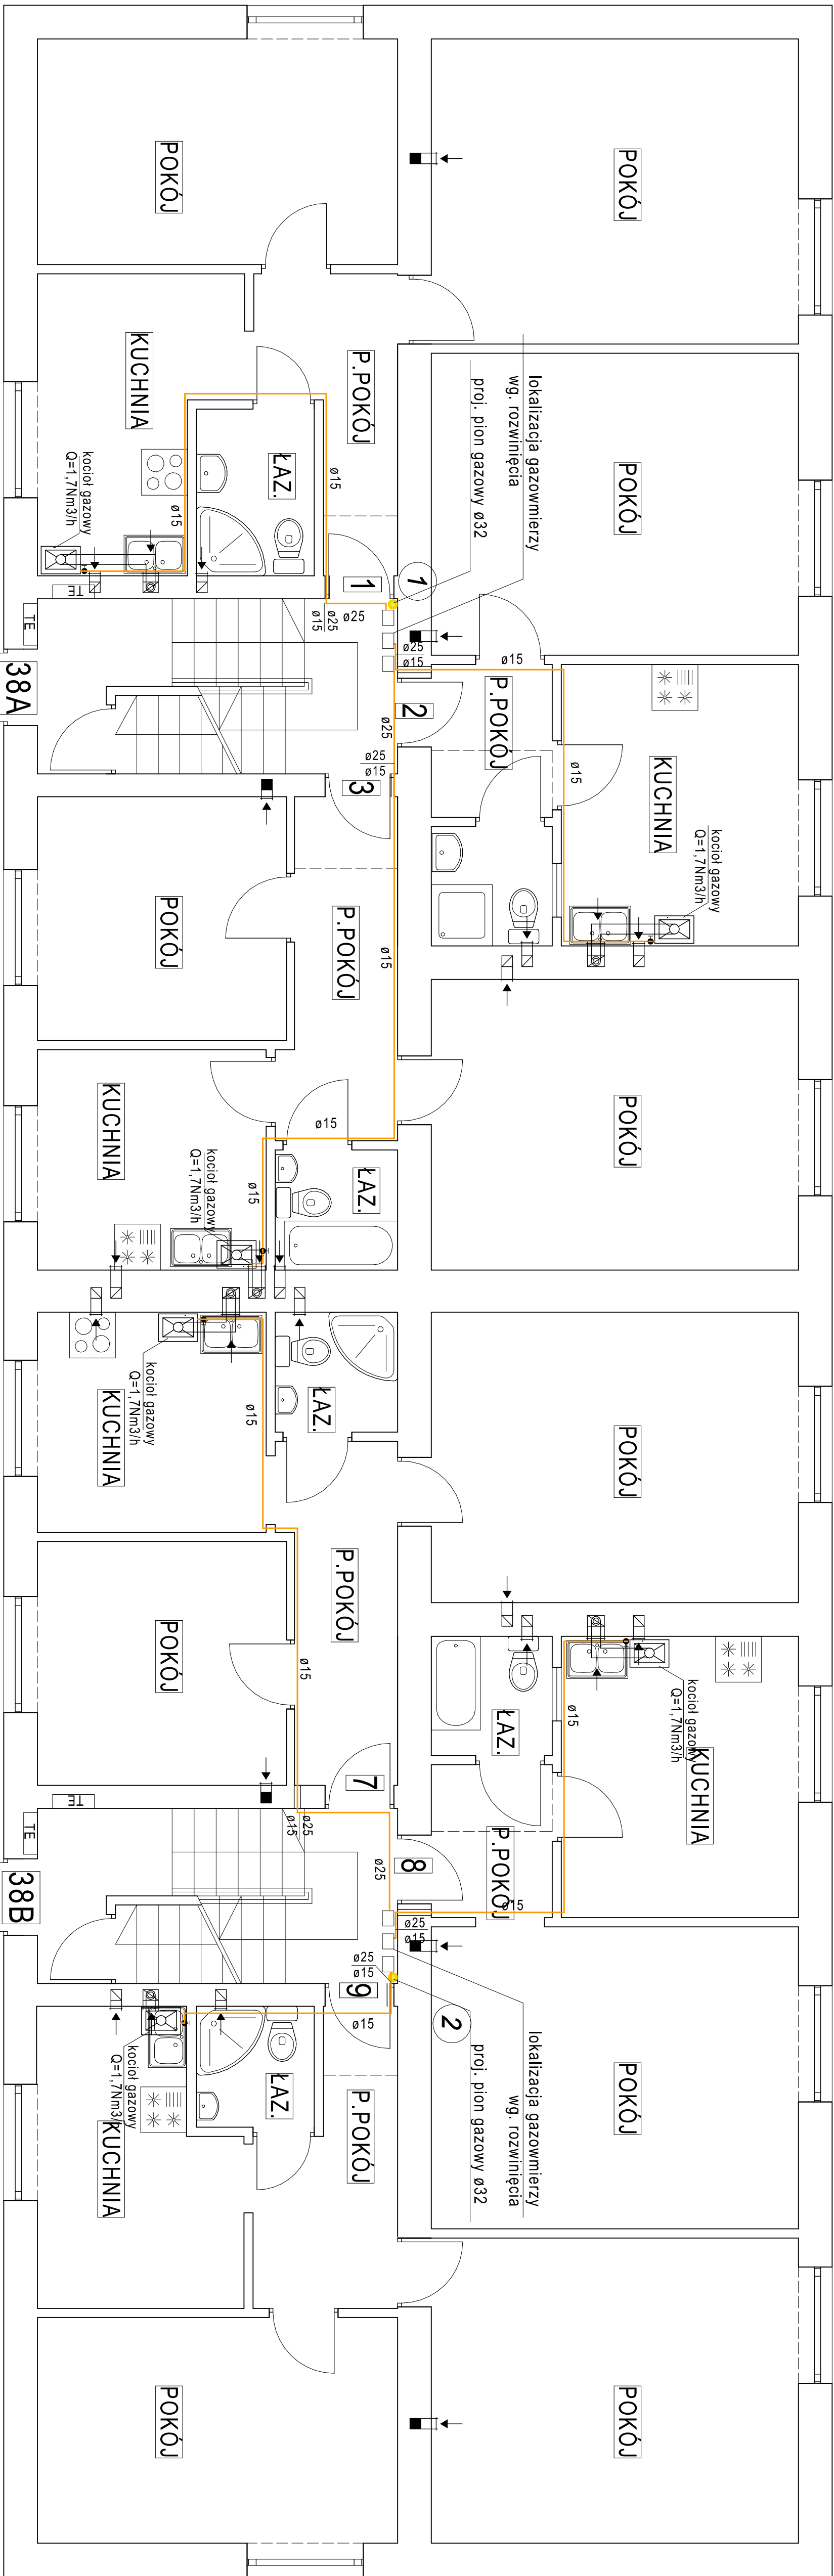 POKÓJ
POKÓJ
KUCHNIA
P.POKÓJ
lokalizacja gazowmierzy
wg. rozwinięcia
proj. pion gazowy ø32
POKÓJ
ŁAZ.
kocioł gazowy
Q=1,7Nm3/h
ø15
ø15
1
1
TE
TE
38A
ø25
ø15
ø25
ø25
ø15
ø15
2
P.POKÓJ
ø25
ø25
ø15
3
ø15
KUCHNIA
kocioł gazowy
Q=1,7Nm3/h
POKÓJ
P.POKÓJ
ø15
POKÓJ
KUCHNIA
ø15
ŁAZ.
kocioł gazowy
Q=1,7Nm3/h
ø15
kocioł gazowy
Q=1,7Nm3/h
KUCHNIA
ø15
ŁAZ.
POKÓJ
P.POKÓJ
POKÓJ
ø15
7
ŁAZ.
ø15
kocioł gazowy
Q=1,7Nm3/h
KUCHNIA
TE
TE
38B
ø25
ø15
ø25
8
P.POKÓJ
ø15
ø25
ø15
ø25
ø15
9
ø15
2
lokalizacja gazowmierzy
wg. rozwinięcia
proj. pion gazowy ø32
POKÓJ
kocioł gazowy
Q=1,7Nm3/h
KUCHNIA
ŁAZ.
P.POKÓJ
POKÓJ
POKÓJ